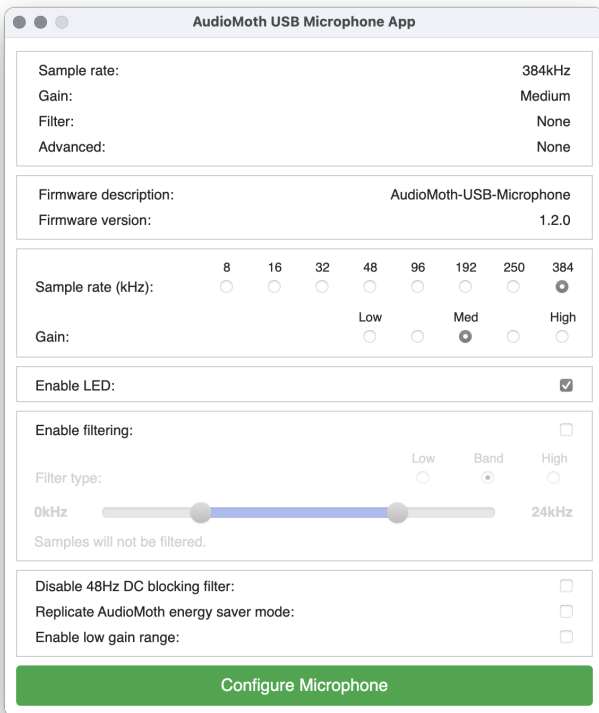 AudioMoth USB Microphone App
Sample rate: 384kHz
Gain: Medium
Filter: None
Advanced: None
Firmware description: AudioMoth-USB-Microphone
Firmware version: 1.2.0
8 16 32 48 96 192 250 384
Sample rate (kHz):
Low Med High
Gain:
Enable LED:
Enable filtering:
Low Band High
Filter type:
0kHz 24kHz
Samples will not be filtered.
Disable 48Hz DC blocking filter:
Replicate AudioMoth energy saver mode:
Enable low gain range:
Configure Microphone